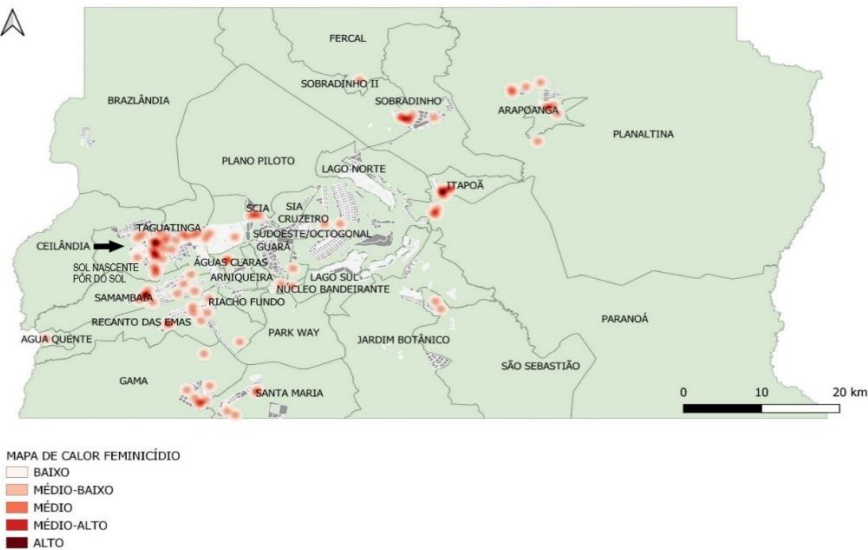 FERCAL
SOBRADINHO II
BRAZLÂNDIA
SOBRADINHO
ARAPOANGA
PLANALTINA
PLANO PILOTO
LAGO NORTE
ITAPOÃ
SCIA
SIA
CRUZEIRO
TAGUATINGA
SUDOESTE/OCTOGONAL
CEILÂNDIA
GUARÁ
ÁGUAS CLARAS
SOL NASCENTE
PÔR DO SOL
ARNIQUEIRA
LAGO SUL
NÚCLEO BANDEIRANTE
SAMAMBAIA
RIACHO FUNDO
RECANTO DAS EMAS
PARANOÁ
AGUA QUENTE
PARK WAY
JARDIM BOTÂNICO
SÃO SEBASTIÃO
GAMA
SANTA MARIA
0 10 20 km
MAPA DE CALOR FEMINICÍDIO
BAIXO
MÉDIO-BAIXO
MÉDIO
MÉDIO-ALTO
ALTO